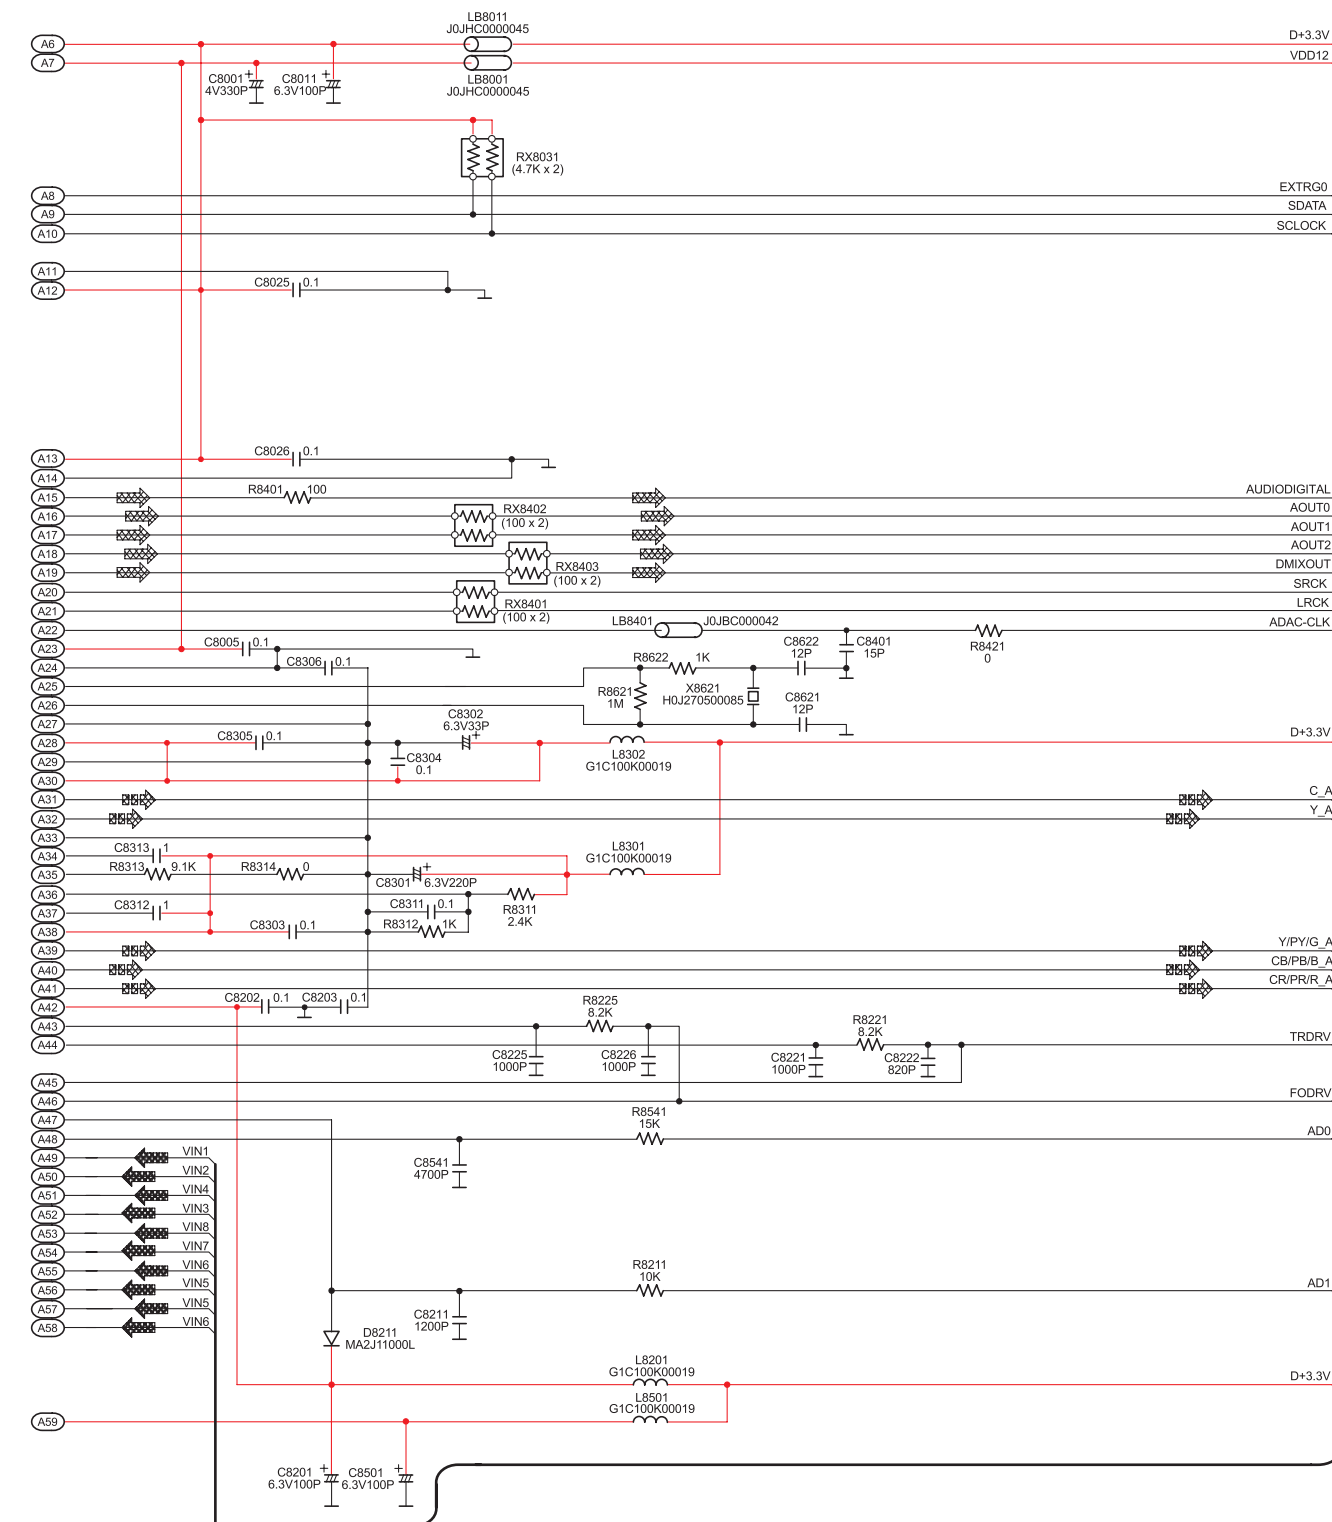 LB8011
J0JHC0000045
A6
D+3.3V
A7
VDD12
C8001
4V330P
+
C8011
6.3V100P
+
LB8001
J0JHC0000045
RX8031
(4.7K x 2)
A8
EXTRG0
A9
SDATA
A10
SCLOCK
A11
A12
C8025
0.1
A13
C8026
0.1
A14
A15
R8401
100
AUDIODIGITAL
A16
RX8402
(100 x 2)
AOUT0
A17
AOUT1
A18
AOUT2
A19
RX8403
(100 x 2)
DMIXOUT
A20
SRCK
A21
RX8401
(100 x 2)
LRCK
A22
LB8401
J0JBC000042
ADAC-CLK
A23
C8005
0.1
C8622
12P
C8401
15P
R8421
0
A24
C8306
0.1
R8622
1K
A25
R8621
1M
X8621
H0J270500085
C8621
12P
A26
A27
C8302
6.3V33P
+
A28
C8305
0.1
D+3.3V
A29
C8304
0.1
L8302
G1C100K00019
A30
A31
C_A
A32
Y_A
A33
A34
C8313
1
L8301
G1C100K00019
A35
R8313
9.1K
R8314
0
C8301
+
6.3V220P
A36
R8311
2.4K
A37
C8312
1
C8311
0.1
A38
C8303
0.1
R8312
1K
A39
Y/PY/G_A
A40
CB/PB/B_A
A41
CR/PR/R_A
A42
C8202
0.1
C8203
0.1
A43
R8225
8.2K
R8221
8.2K
A44
TRDRV
C8225
1000P
C8226
1000P
C8221
1000P
C8222
820P
A45
A46
FODRV
A47
R8541
15K
A48
AD0
A49
VIN1
C8541
4700P
A50
VIN2
A51
VIN4
A52
VIN3
A53
VIN8
A54
VIN7
A55
VIN6
R8211
10K
A56
VIN5
AD1
A57
VIN5
C8211
1200P
A58
VIN6
D8211
MA2J11000L
L8201
G1C100K00019
D+3.3V
L8501
G1C100K00019
A59
C8201
6.3V100P
+
C8501
6.3V100P
+